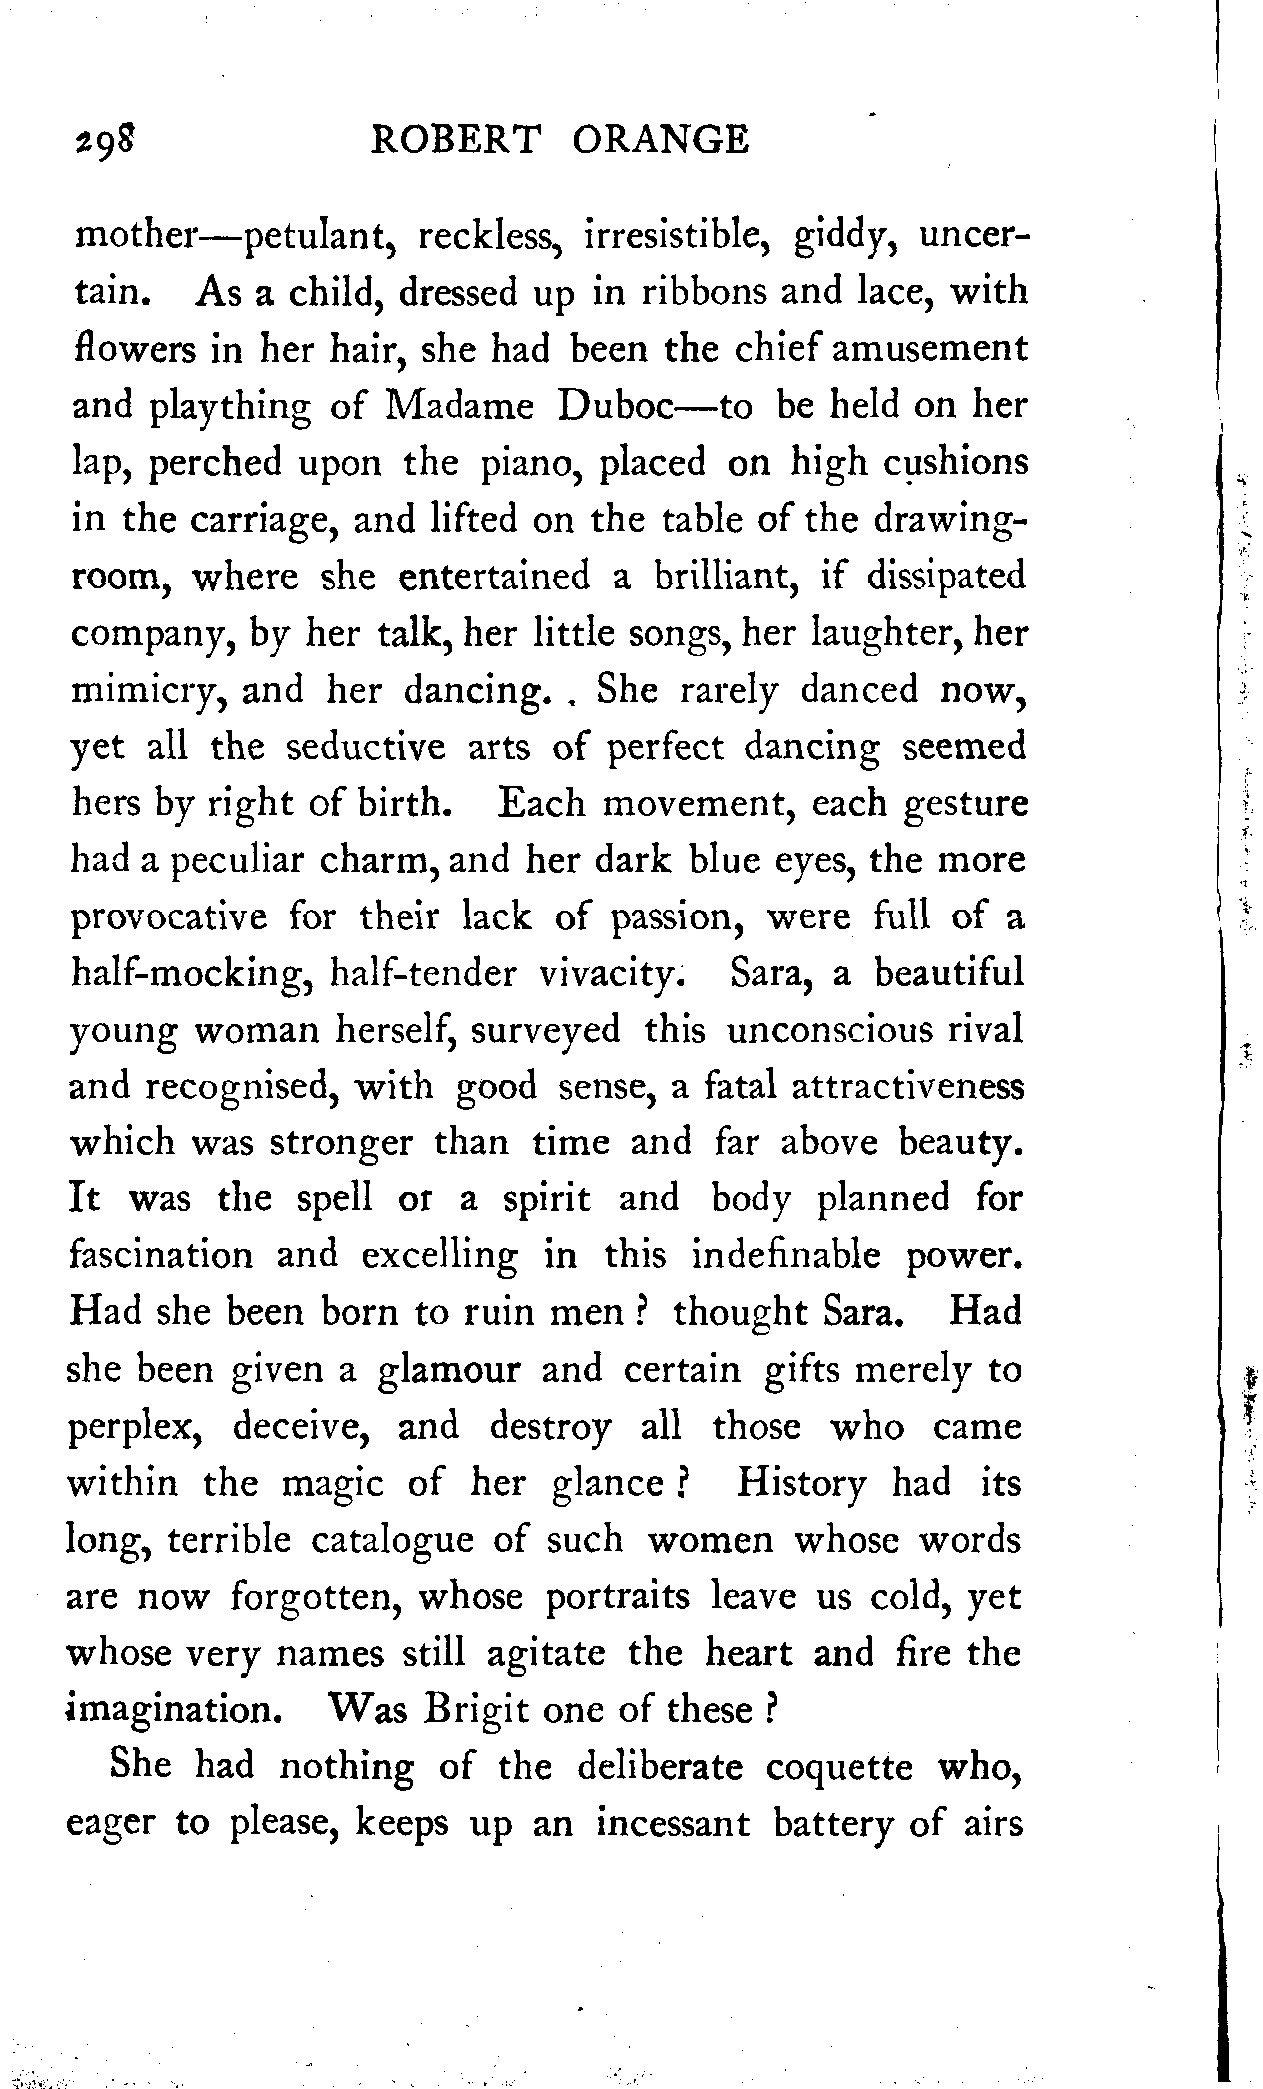 298 ROBERT ORANGE
mother—petulant, reckless, irresistible, giddy, uncer-
tain. As a child, dressed up in ribbons and lace, with
flowers in her hair, she had been the chief amusement
and plaything of Madame Duboc—to be held on her
lap, perched upon the piano, placed on high cushions
in the carriage, and lifted on the table of the drawing-
room, where she entertained a brilliant, if dissipated
company, by her talk, her little songs, her laughter, her
mimicry, and her dancing. . She rarely danced now,
yet all the seductive arts of perfect dancing seemed
hers by right of birth. Each movement, each gesture
had a peculiar charm, and her dark blue eyes, the more
provocative for their lack of passion, were full of a
half-mocking, half-tender vivacity. Sara, a beautiful
young woman herself, surveyed this unconscious rival
and recognised, with good sense, a fatal attractiveness
which was stronger than time and far above beauty.
It was the spell or a spirit and body planned for
fascination and excelling in this indefinable power.
Had she been born to ruin men ? thought Sara. Had
she been given a glamour and certain gifts merely to
perplex, deceive, and destroy all those who came
within the magic of her glance ? History had its
long, terrible catalogue of such women whose words
are now forgotten, whose portraits leave us cold, yet
whose very names still agitate the heart and fire the
imagination. Was Brigit one of these ?
She had nothing of the deliberate coquette who,
eager to please, keeps up an incessant battery of airs